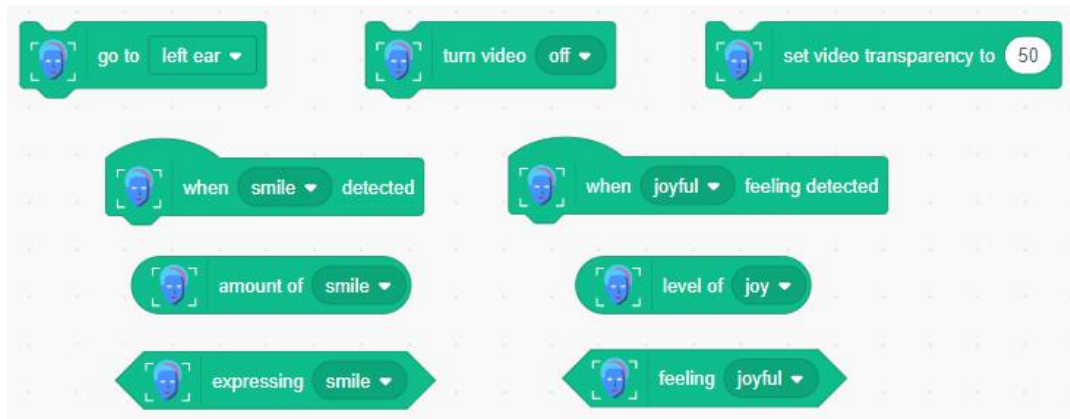 go to left ear
turn video off
set video transparency to 50
when smile detected
when joyful feeling detected
amount of smile
level of joy
expressing smile
feeling joyful